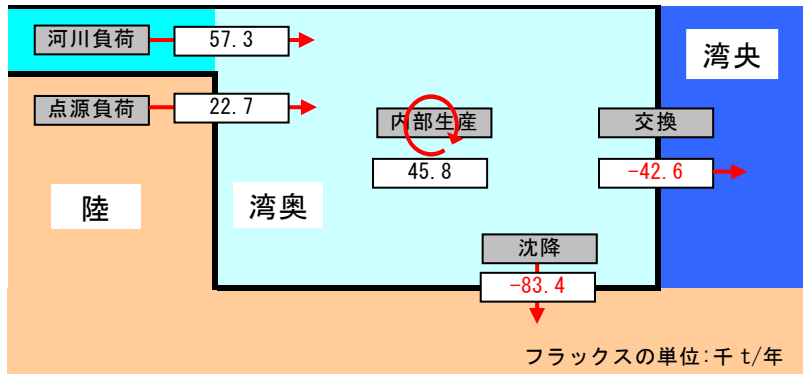 河川負荷 57.3
湾央
点源負荷 22.7
内部生産 交換
45.8 -42.6
陸 湾奥
沈降
-83.4
フラックスの単位:千 t/年